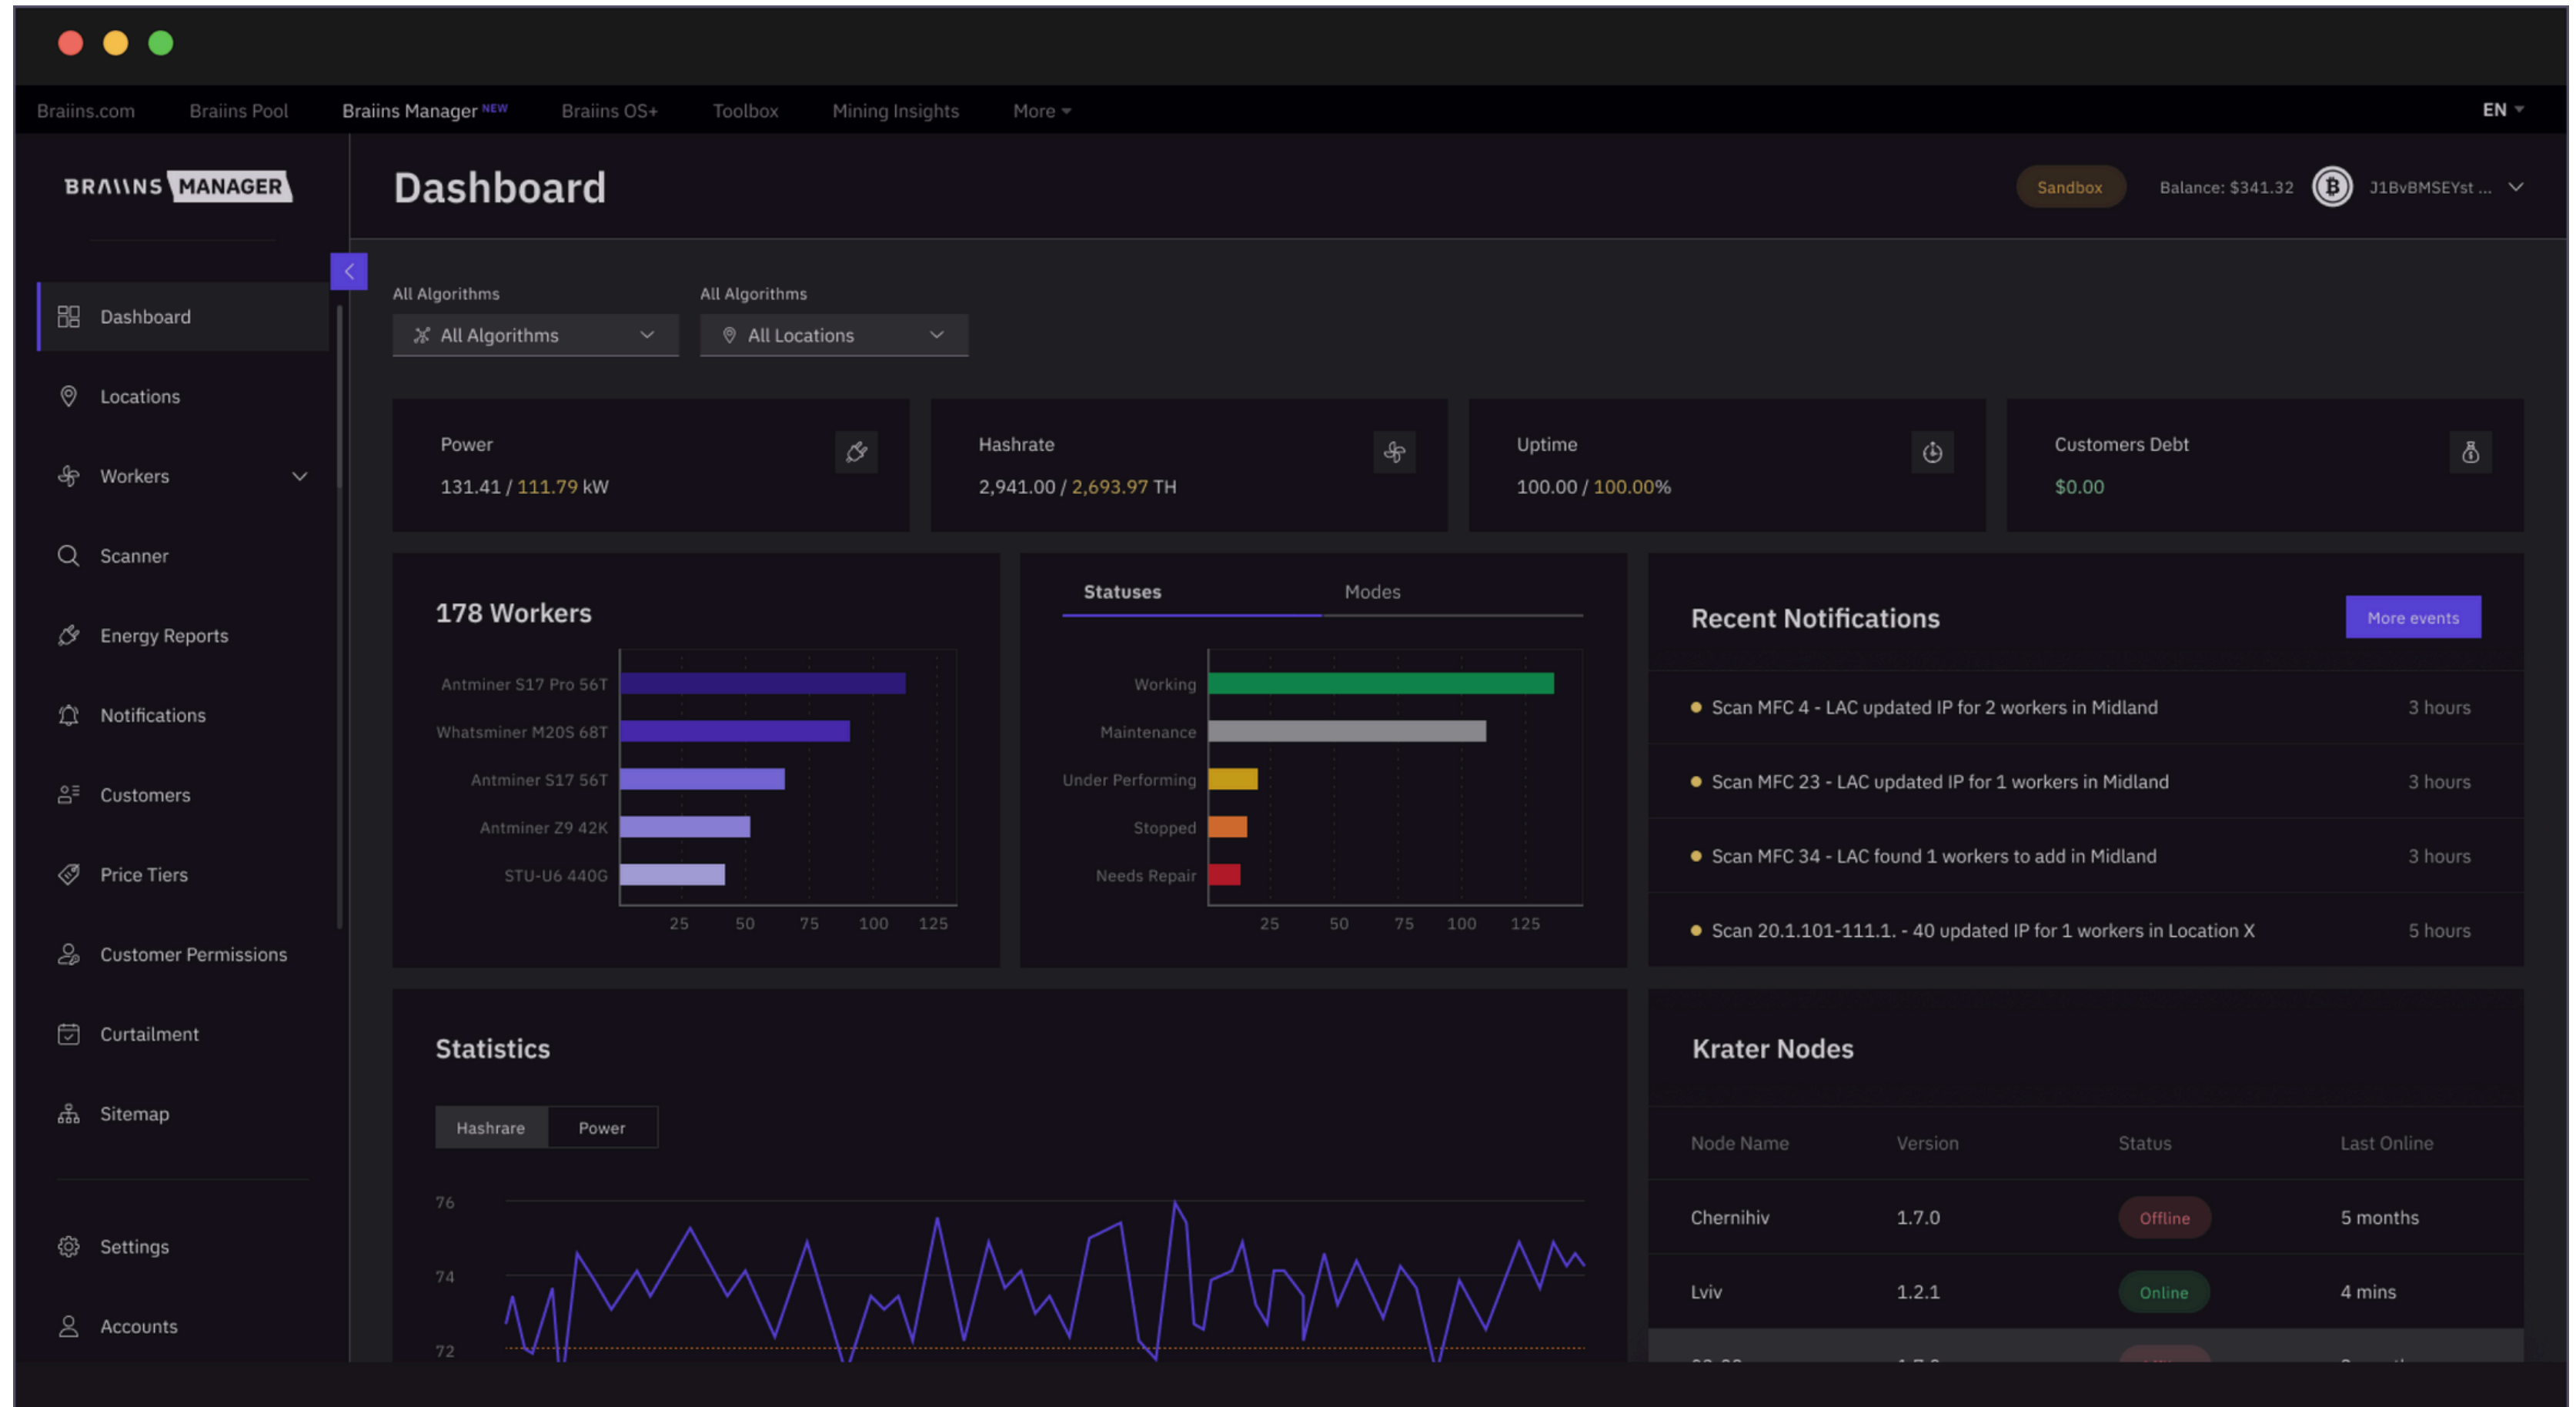 Braiins.com Braiins Pool Braiins Manager NEW Braiins OS+ Toolbox Mining Insights More EN
BRAIINS MANAGER
Dashboard
Sandbox Balance: $341.32 J1BvBMSEYst ...
Dashboard
Locations
Workers
Scanner
Energy Reports
Notifications
Customers
Price Tiers
Customer Permissions
Curtailment
Sitemap
Settings
Accounts
All Algorithms All Algorithms
All Algorithms All Locations
Power
131.41 / 111.79 kW
Hashrate
2,941.00 / 2,693.97 TH
Uptime
100.00 / 100.00%
Customers Debt
$0.00
178 Workers
Antminer S17 Pro 56T
Whatsminer M20S 68T
Antminer S17 56T
Antminer Z9 42K
STU-U6 440G
25 50 75 100 125
Statuses Modes
Working
Maintenance
Under Performing
Stopped
Needs Repair
25 50 75 100 125
Recent Notifications More events
Scan MFC 4 - LAC updated IP for 2 workers in Midland 3 hours
Scan MFC 23 - LAC updated IP for 1 workers in Midland 3 hours
Scan MFC 34 - LAC found 1 workers to add in Midland 3 hours
Scan 20.1.101-111.1. - 40 updated IP for 1 workers in Location X 5 hours
Statistics
Hashrare Power
76
74
72
Krater Nodes
Node Name Version Status Last Online
Chernihiv 1.7.0 Offline 5 months
Lviv 1.2.1 Online 4 mins